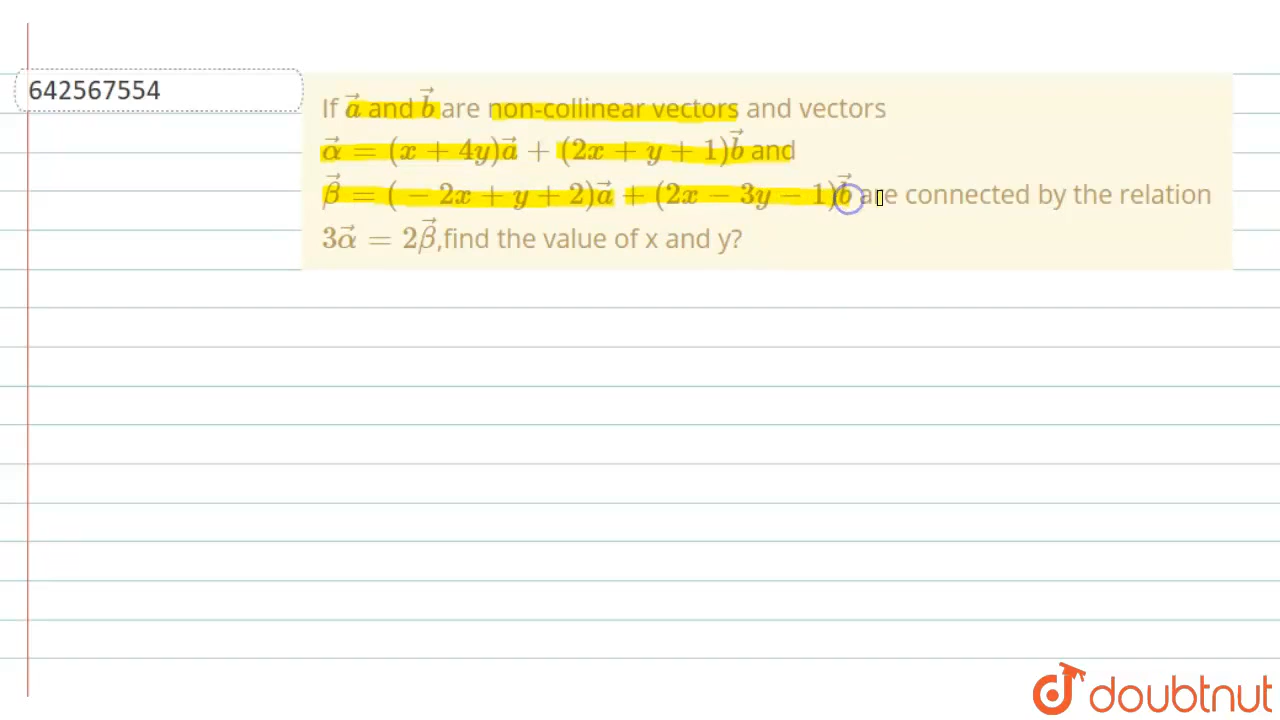 642567554
If $\vec{a}$ and $\vec{b}$ are non-collinear vectors and vectors
$\vec{\alpha} = (x + 4y)\vec{a} + (2x + y + 1)\vec{b}$ and
$\vec{\beta} = (-2x + y + 2)\vec{a} + (2x - 3y - 1)\vec{b}$ are connected by the relation
$3\vec{\alpha} = 2\vec{\beta}$,find the value of x and y?
doubtnut